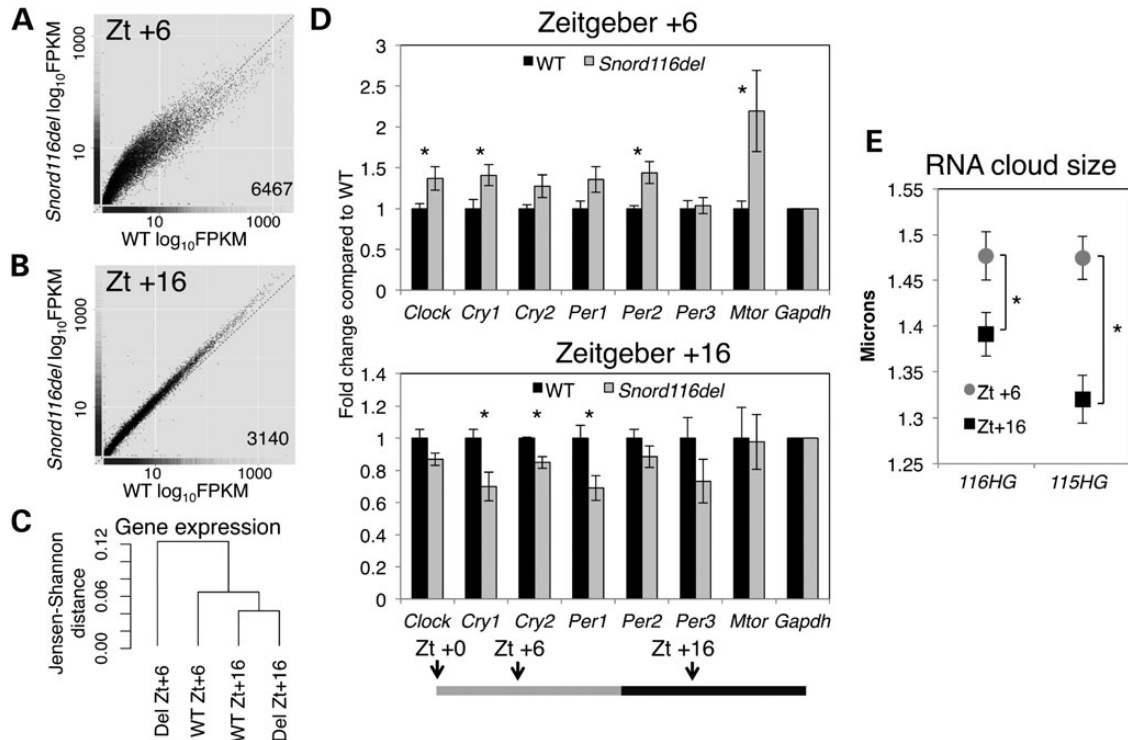 A
Zt +6
Snord116del log10FPKM
1000
10
6467
10
1000
WT log10FPKM
B
Zt +16
Snord116del log10FPKM
1000
10
3140
10
1000
WT log10FPKM
C
Gene expression
Jensen-Shannon
distance
0.12
0.06
0.00
Del Zt+6
WT Zt+6
WT Zt+16
Del Zt+16
D
Zeitgeber +6
WT Snord116del
Fold change compared to WT
3
2.5
2
1.5
1
0.5
0
* * * *
Clock Cry1 Cry2 Per1 Per2 Per3 Mtor Gapdh
Zeitgeber +16
WT Snord116del
1.4
1.2
1
0.8
0.6
0.4
0.2
0
* * *
Clock Cry1 Cry2 Per1 Per2 Per3 Mtor Gapdh
Zt +0 Zt +6 Zt +16
E
RNA cloud size
Microns
1.55
1.5
1.45
1.4
1.35
1.3
1.25
* *
Zt +6
Zt+16
116HG 115HG